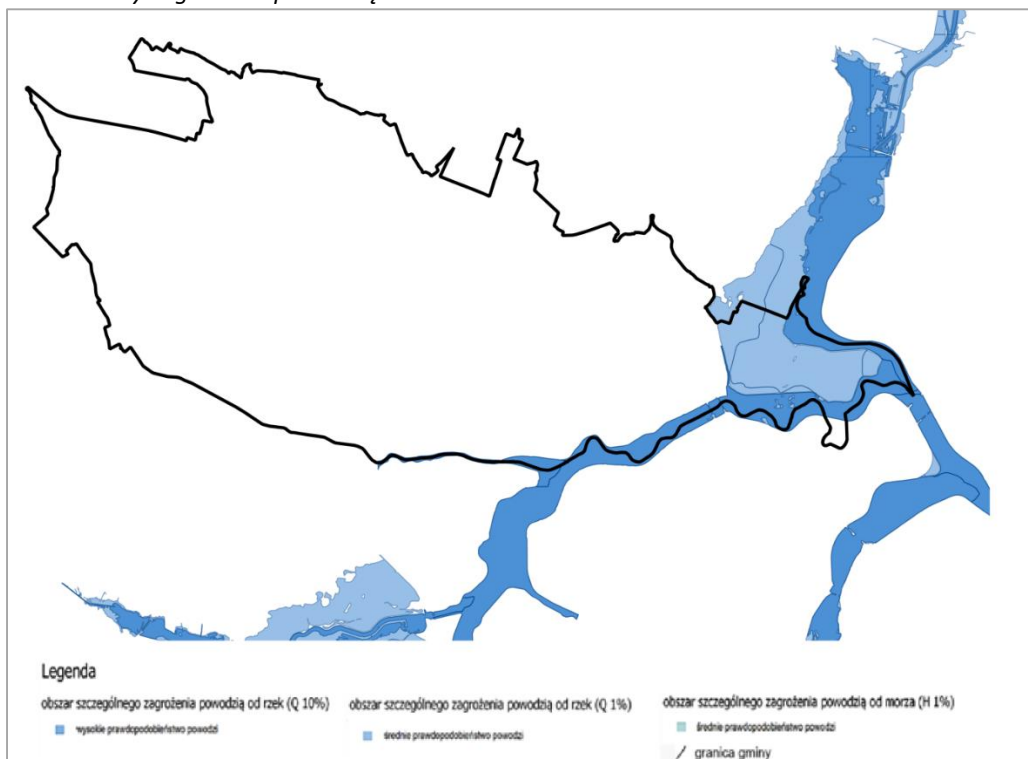 Legenda
obszar szczególnego zagrożenia powodzią od rzek (Q 10%)
wysokie prawdopodobieństwo powodzi
obszar szczególnego zagrożenia powodzią od rzek (Q 1%)
średnie prawdopodobieństwo powodzi
obszar szczególnego zagrożenia powodzią od morza (H 1%)
średnie prawdopodobieństwo powodzi
granica gminy